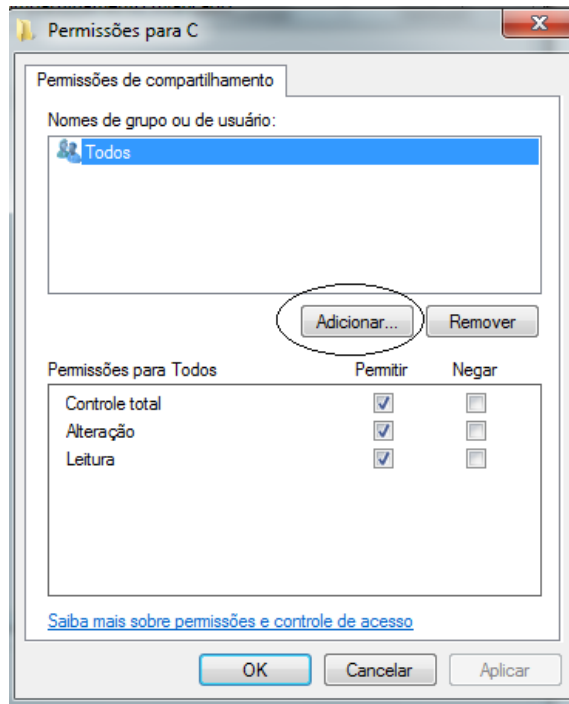 Permissões para C
Permissões de compartilhamento
Nomes de grupo ou de usuário:
Todos
Adicionar... Remover
Permissões para Todos Permitir Negar
Controle total
Alteração
Leitura
Saiba mais sobre permissões e controle de acesso
OK Cancelar Aplicar